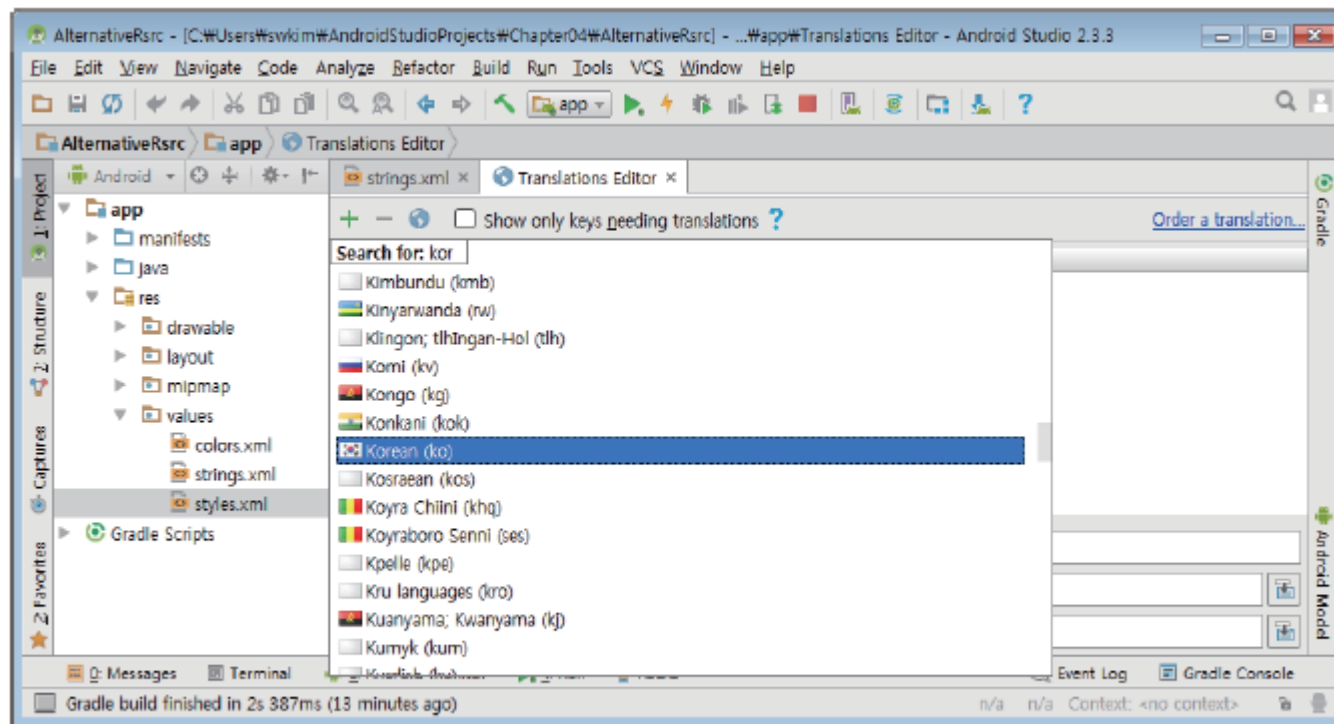 AlternativeRsrc - [C:₩Users₩swkim₩AndroidStudioProjects₩Chapter04₩AlternativeRsrc] - ...₩app₩Translations Editor - Android Studio 2.3.3
File Edit View Navigate Code Analyze Refactor Build Run Tools VCS Window Help
app
AlternativeRsrc app Translations Editor
1: Project
2: Structure
Captures
2: Favorites
Android
app
manifests
java
res
drawable
layout
mipmap
values
colors.xml
strings.xml
styles.xml
Gradle Scripts
strings.xml Translations Editor
Show only keys needing translations ? Order a translation...
Search for: kor
Kimbundu (kmb)
Kinyarwanda (rw)
Klingon; tlhIngan-Hol (tlh)
Komi (kv)
Kongo (kg)
Konkani (kok)
Korean (ko)
Kosraean (kos)
Koyra Chiini (khq)
Koyraboro Senni (ses)
Kpelle (kpe)
Kru languages (kro)
Kuanyama; Kwanyama (kj)
Kumyk (kum)
Gradle
Android Model
0: Messages Terminal Event Log Gradle Console
Gradle build finished in 2s 387ms (13 minutes ago) n/a n/a Context: <no context>